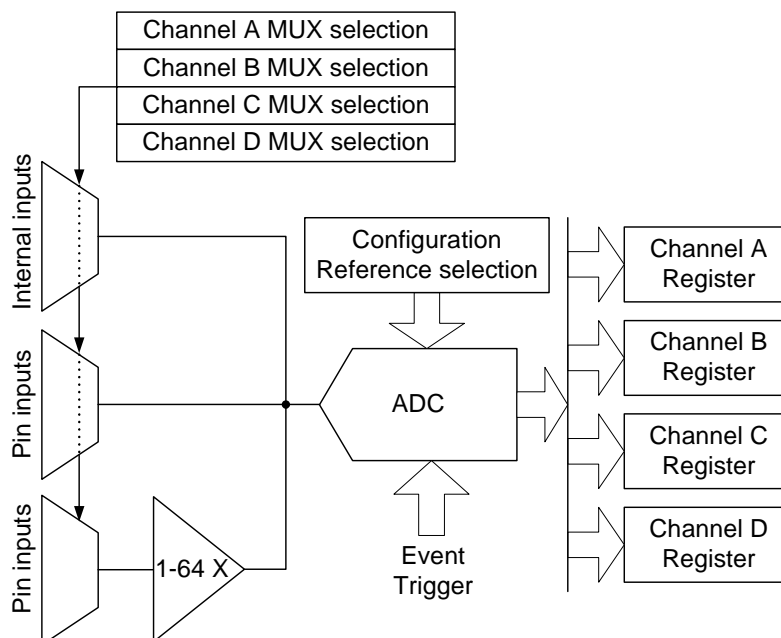 Channel A MUX selection
Channel B MUX selection
Channel C MUX selection
Channel D MUX selection
Internal inputs
Pin inputs
Pin inputs
1-64 X
Configuration
Reference selection
ADC
Event
Trigger
Channel A
Register
Channel B
Register
Channel C
Register
Channel D
Register